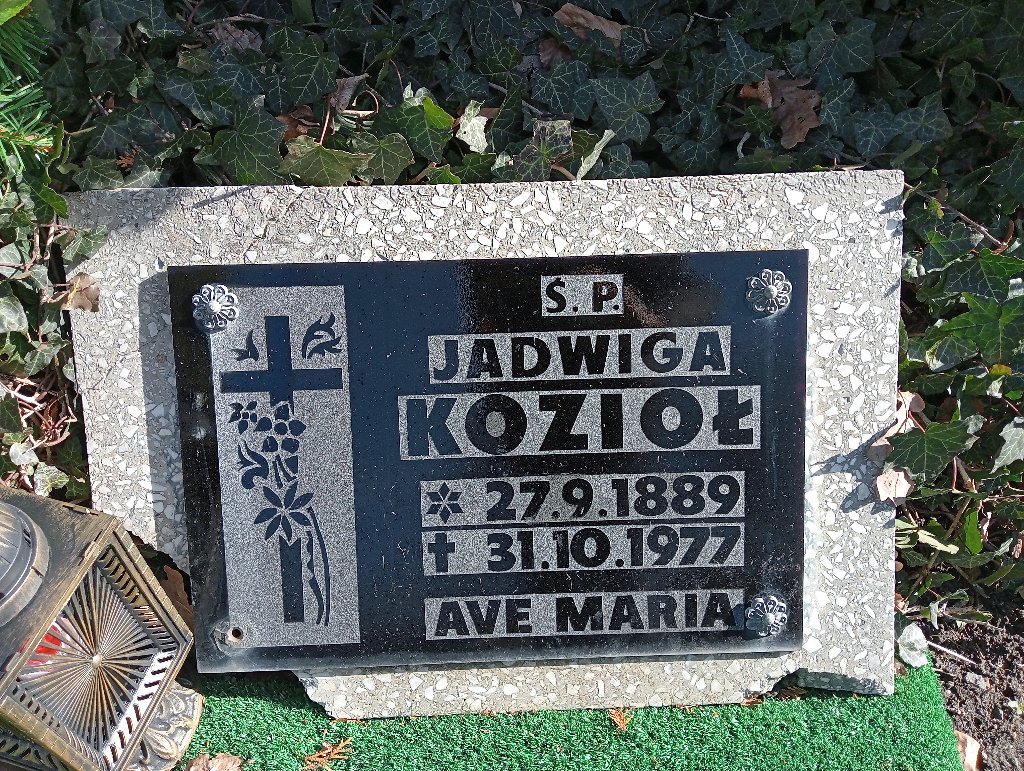 Ś. P.
JADWIGA
KOZIOŁ
✡ 27.9.1889
✝ 31.10.1977
AVE MARIA